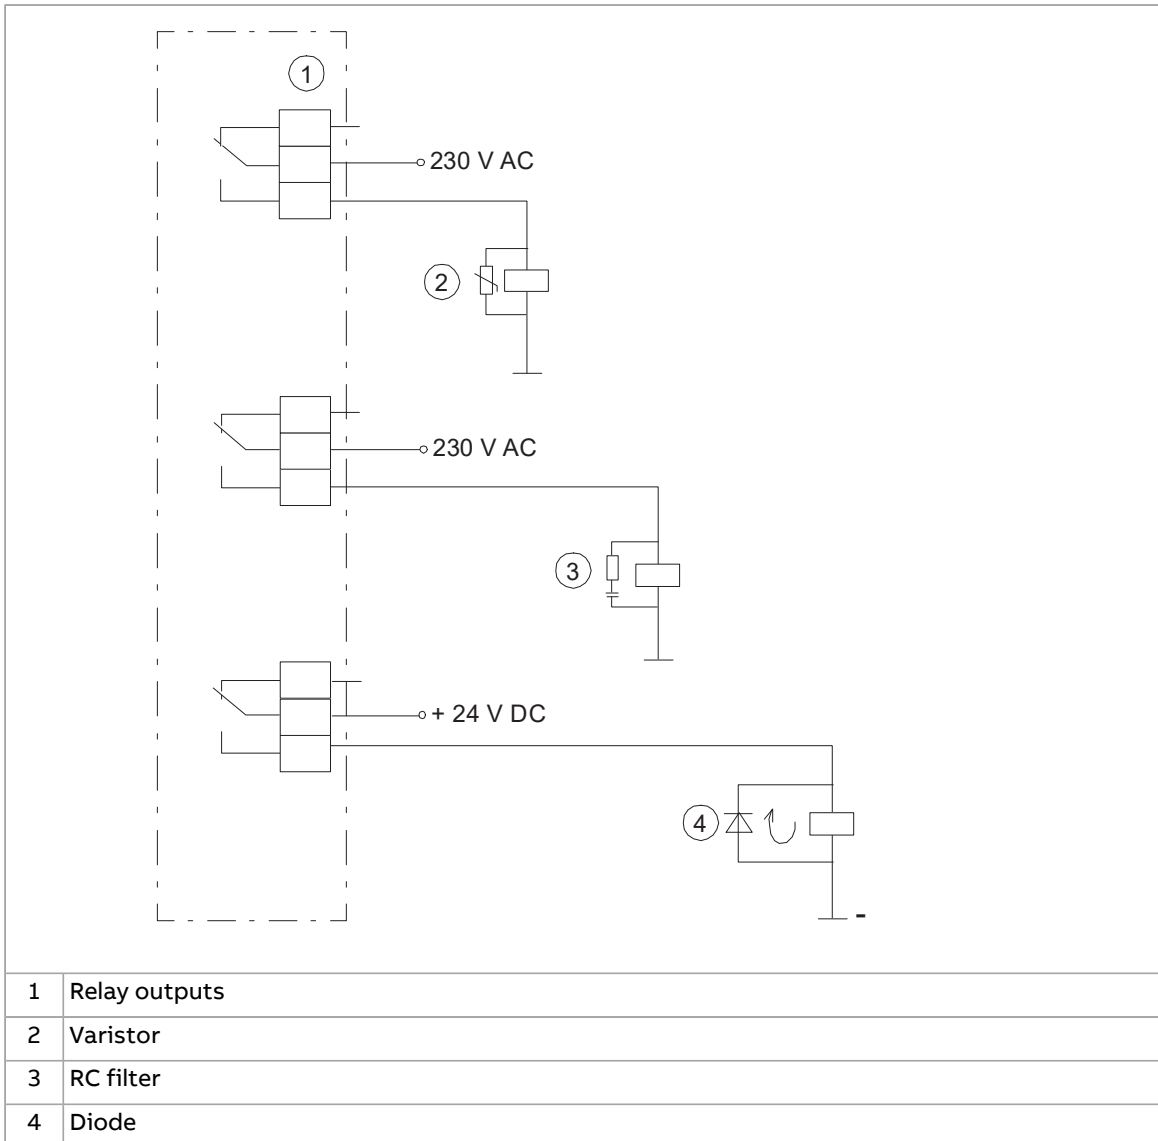 1
230 V AC
2
230 V AC
3
+ 24 V DC
4
-
1 Relay outputs
2 Varistor
3 RC filter
4 Diode